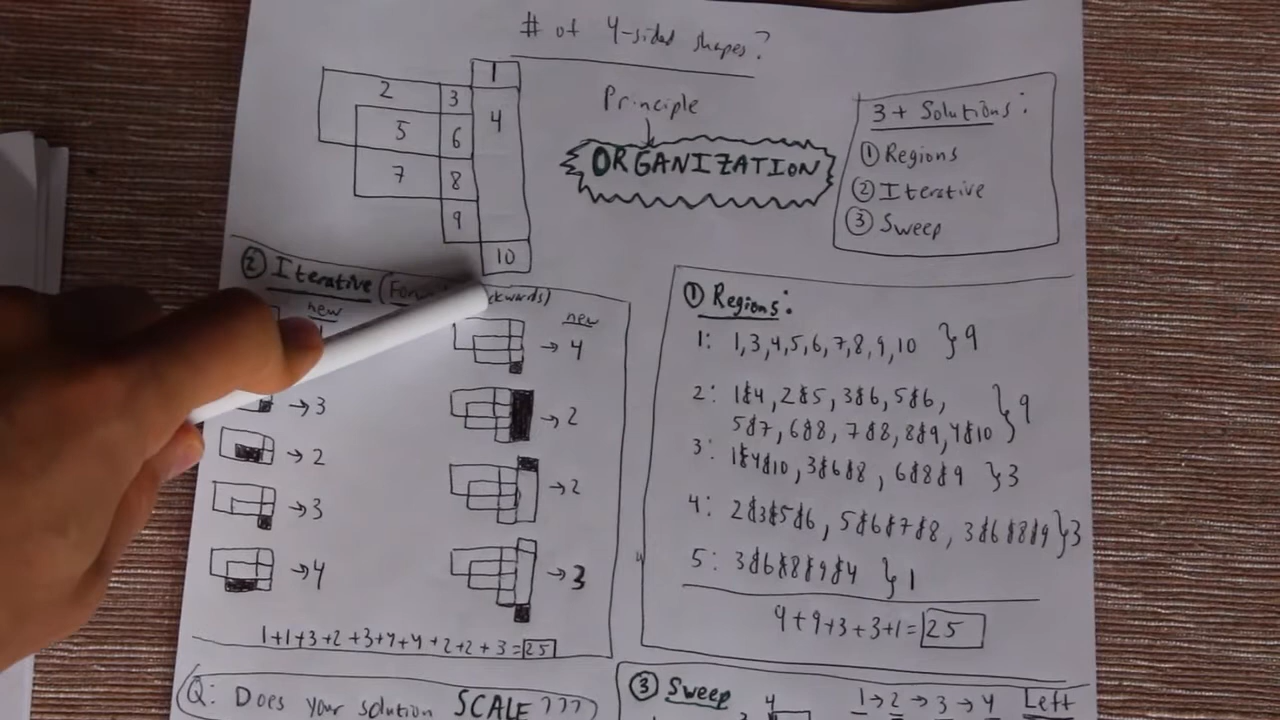 # of 4-sided shapes?
1
2
3
4
5
6
7
8
9
10
Principle
ORGANIZATION
3+ Solutions:
① Regions
② Iterative
③ Sweep
② Iterative
new
→3
→2
→3
→4
new
→4
→2
→2
→3
1+1+3+2+3+4+4+2+2+3=25
① Regions:
1: 1,3,4,5,6,7,8,9,10 }9
2: 1&4, 2&5, 3&6, 5&6,
5&7, 6&8, 7&8, 8&9, 4&10 }9
3: 1&4&10, 3&6&8, 6&8&9 }3
4: 2&3&5&6, 5&6&7&8, 3&6&8&9 }3
5: 3&6&8&9&4 }1
9+9+3+3+1=25
Q: Does your solution SCALE???
③ Sweep
4
1→2→3→4 Left